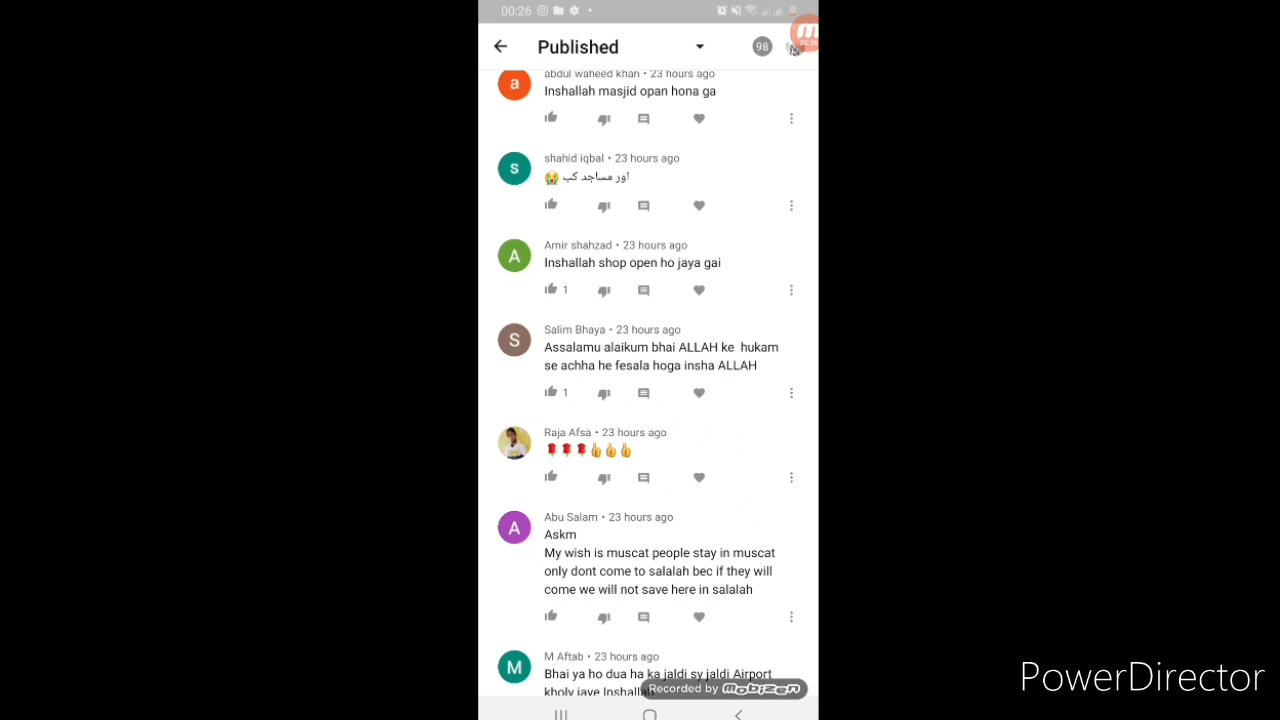 00:26
Published
98
abdul waheed khan • 23 hours ago
Inshallah masjid opan hona ga
shahid iqbal • 23 hours ago
اور مساجد کب 😭
Amir shahzad • 23 hours ago
Inshallah shop open ho jaya gai
1
Salim Bhaya • 23 hours ago
Assalamu alaikum bhai ALLAH ke hukam
se achha he fesala hoga insha ALLAH
1
Raja Afsa • 23 hours ago
🌹🌹🌹👍👍👍
Abu Salam • 23 hours ago
Askm
My wish is muscat people stay in muscat
only dont come to salalah bec if they will
come we will not save here in salalah
M Aftab • 23 hours ago
Bhai ya ho dua ha ka jaldi sy jaldi Airport
kholy jaye Inshallah
Recorded by mobizen
PowerDirector